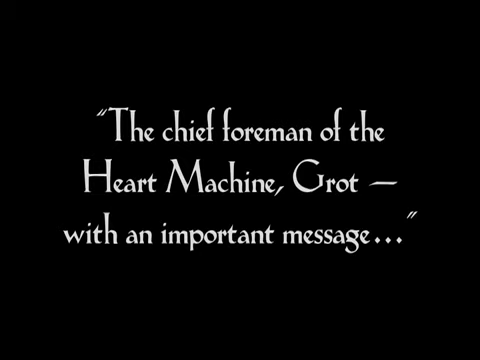 "The chief foreman of the
Heart Machine, Grot —
with an important message..."